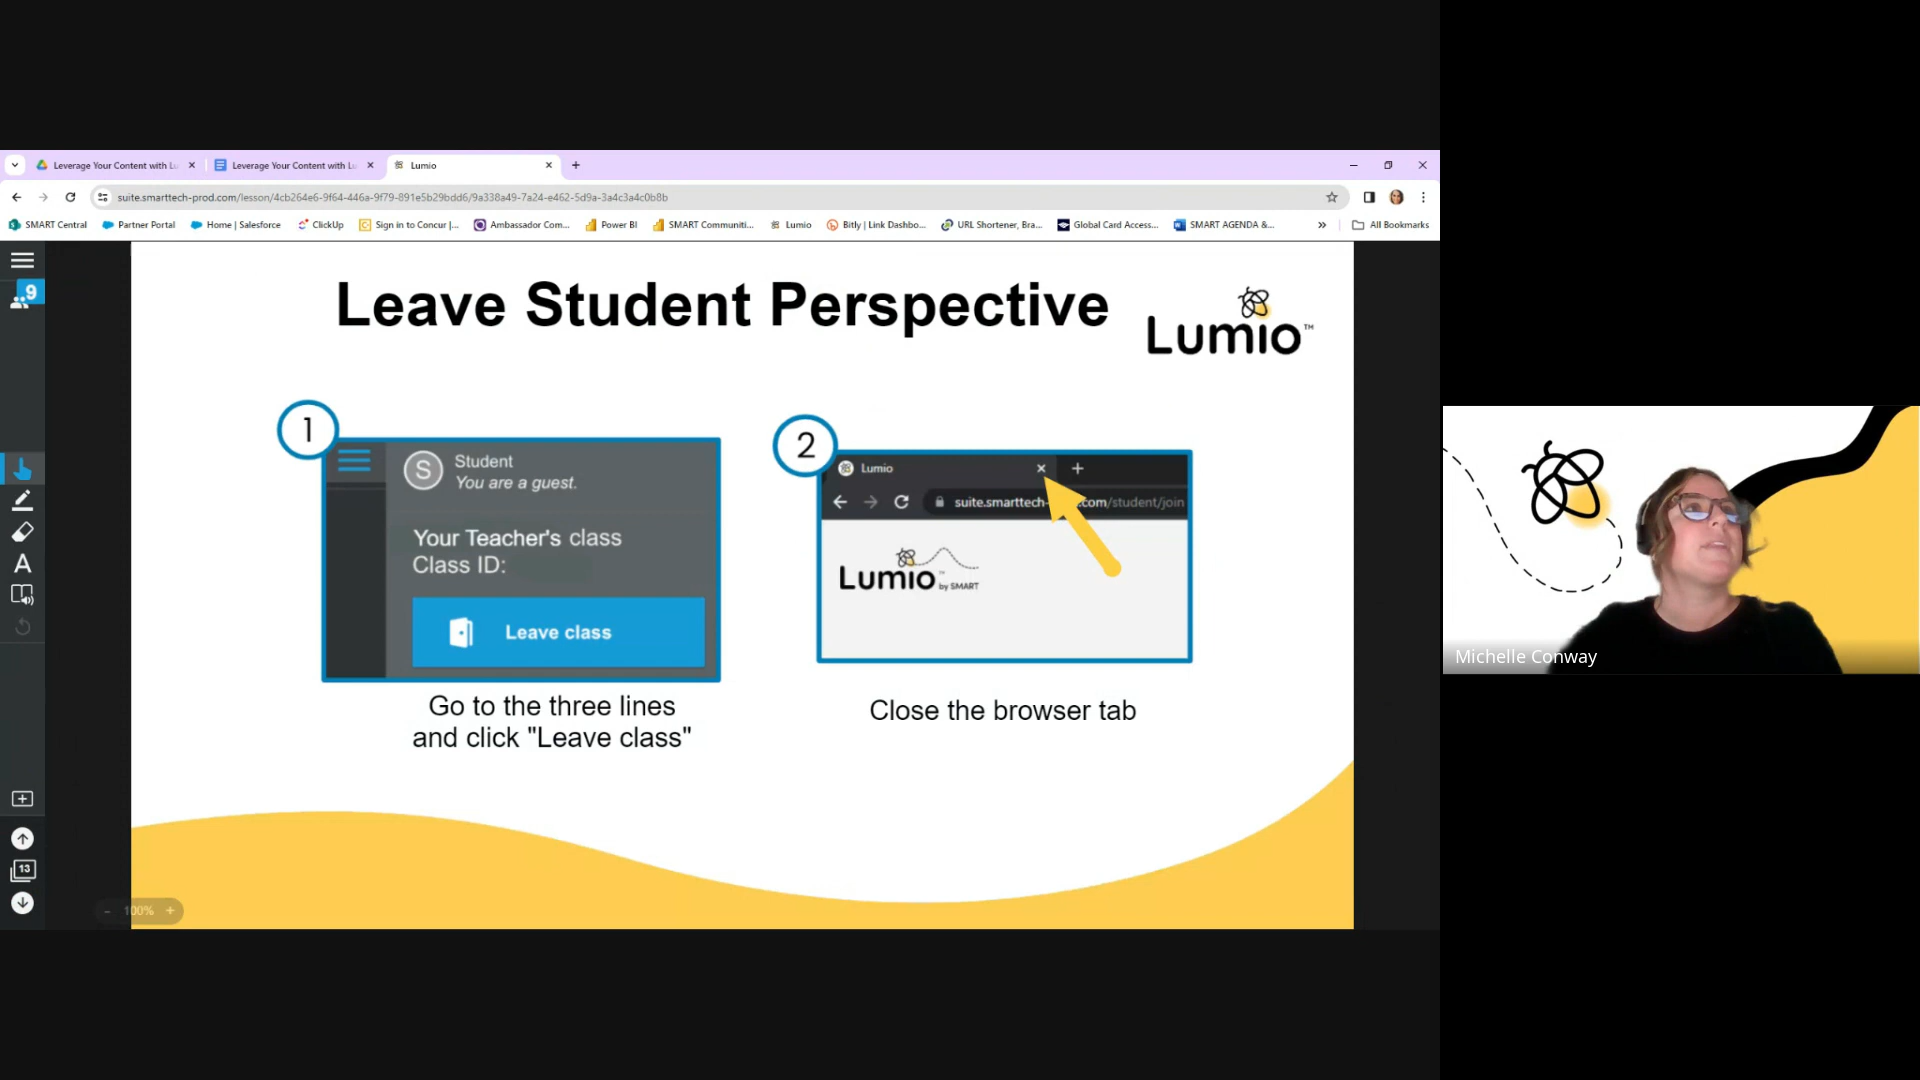 Leverage Your Content with Lu
Leverage Your Content with Lu
Lumio
suite.smarttech-prod.com/lesson/4cb264e6-9f64-446a-9f79-891e5b29bdd6/9a338a49-7a24-e462-5d9a-3a4c3a4c0b8b
SMART Central
Partner Portal
Home | Salesforce
ClickUp
Sign in to Concur |...
Ambassador Com...
Power BI
SMART Communiti...
Lumio
Bitly | Link Dashbo...
URL Shortener, Bra...
Global Card Access...
SMART AGENDA &...
All Bookmarks
9
Leave Student Perspective
Lumio™
1
S
Student
You are a guest.
Your Teacher's class
Class ID:
Leave class
Go to the three lines
and click "Leave class"
2
Lumio
suite.smarttech- .com/student/join
Lumio™
by SMART
Close the browser tab
A
13
- 100% +
Michelle Conway